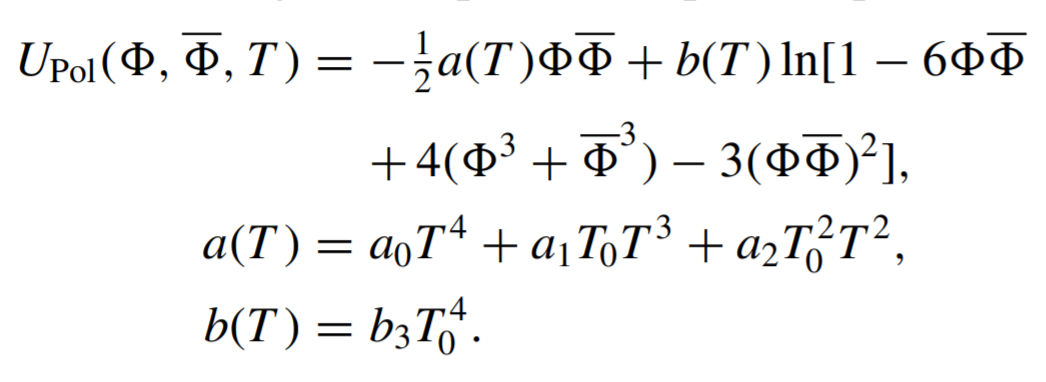 U_Pol(Φ, Φ̅, T) = −½a(T)ΦΦ̅ + b(T) ln[1 − 6ΦΦ̅
+ 4(Φ³ + Φ̅³) − 3(ΦΦ̅)²],
a(T) = a₀T⁴ + a₁T₀T³ + a₂T₀²T²,
b(T) = b₃T₀⁴.